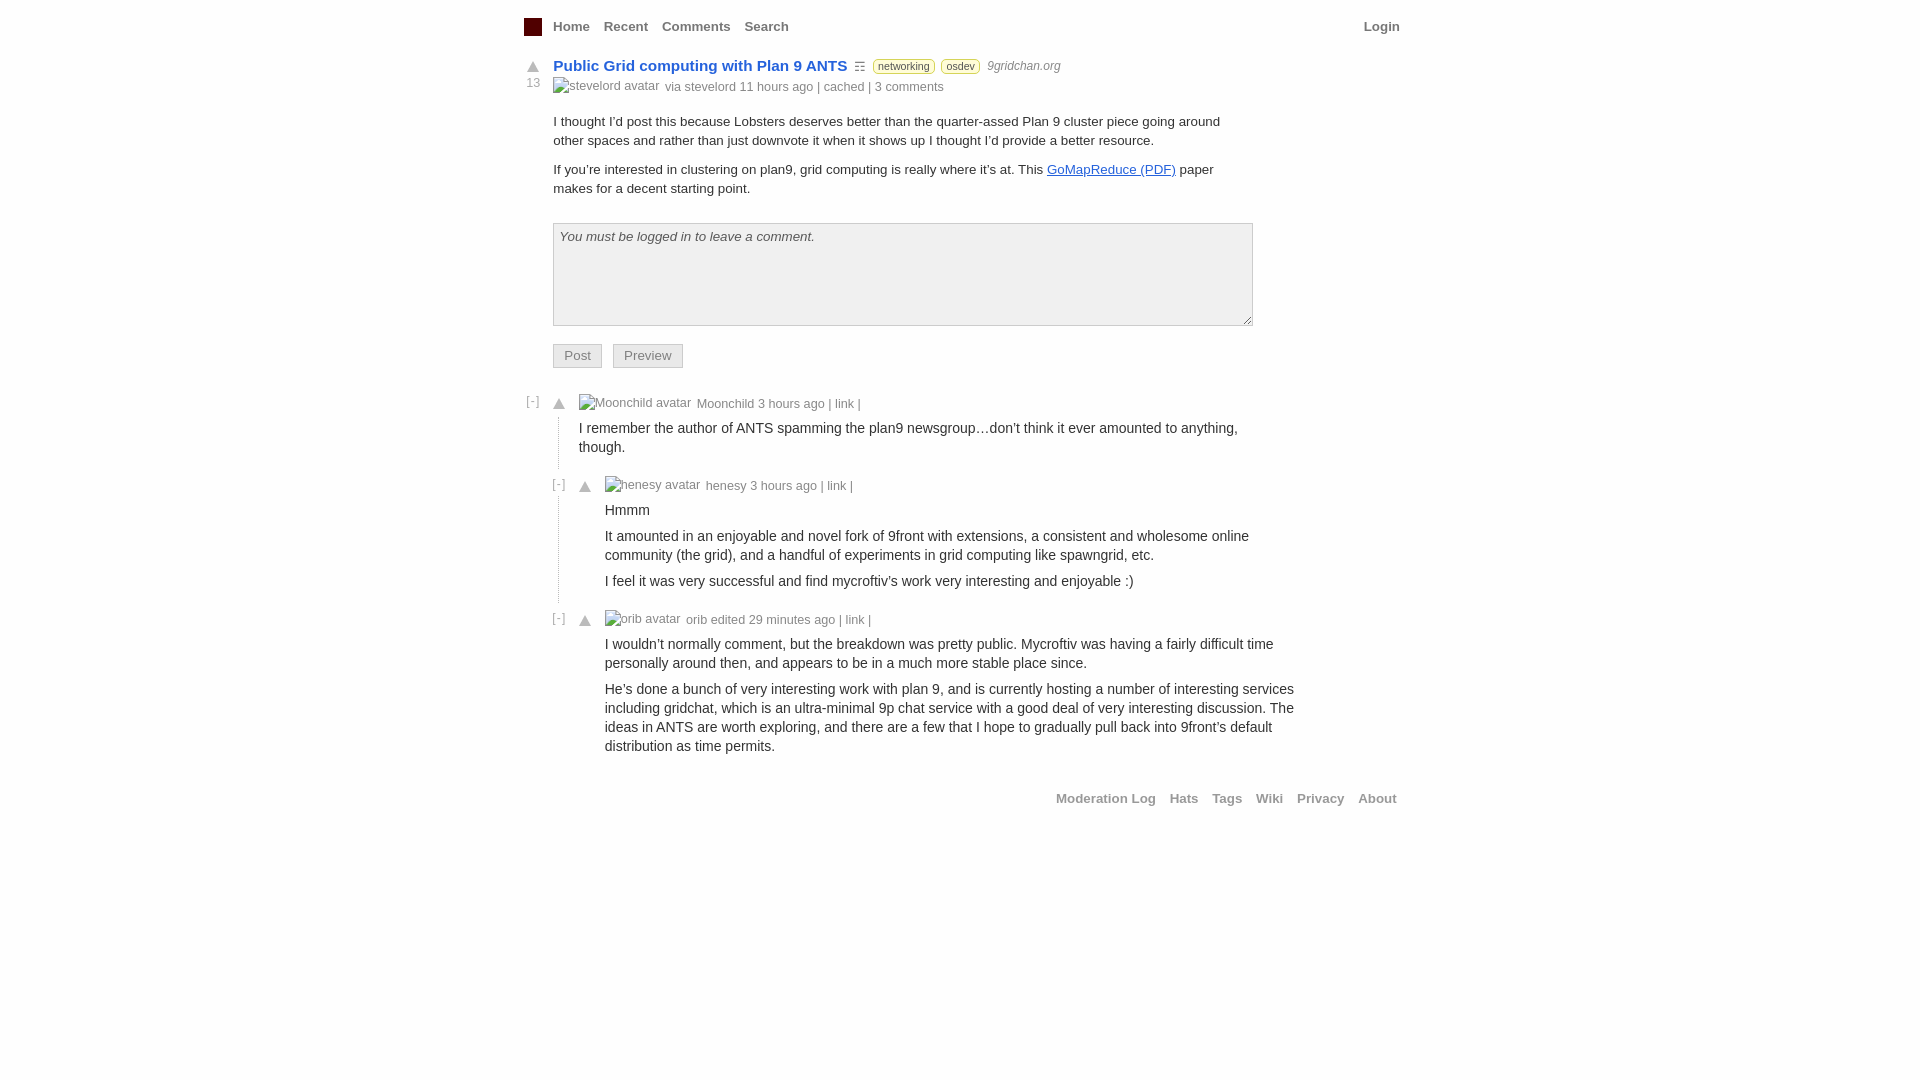 Home Recent Comments Search Login
Public Grid computing with Plan 9 ANTS ☶ networking osdev 9gridchan.org
13
stevelord avatar via stevelord 11 hours ago | cached | 3 comments
I thought I’d post this because Lobsters deserves better than the quarter-assed Plan 9 cluster piece going around
other spaces and rather than just downvote it when it shows up I thought I’d provide a better resource.
If you’re interested in clustering on plan9, grid computing is really where it’s at. This GoMapReduce (PDF) paper
makes for a decent starting point.
You must be logged in to leave a comment.
Post Preview
[-] Moonchild avatar Moonchild 3 hours ago | link |
I remember the author of ANTS spamming the plan9 newsgroup…don’t think it ever amounted to anything,
though.
[-] henesy avatar henesy 3 hours ago | link |
Hmmm
It amounted in an enjoyable and novel fork of 9front with extensions, a consistent and wholesome online
community (the grid), and a handful of experiments in grid computing like spawngrid, etc.
I feel it was very successful and find mycroftiv’s work very interesting and enjoyable :)
[-] orib avatar orib edited 29 minutes ago | link |
I wouldn’t normally comment, but the breakdown was pretty public. Mycroftiv was having a fairly difficult time
personally around then, and appears to be in a much more stable place since.
He’s done a bunch of very interesting work with plan 9, and is currently hosting a number of interesting services
including gridchat, which is an ultra-minimal 9p chat service with a good deal of very interesting discussion. The
ideas in ANTS are worth exploring, and there are a few that I hope to gradually pull back into 9front’s default
distribution as time permits.
Moderation Log Hats Tags Wiki Privacy About